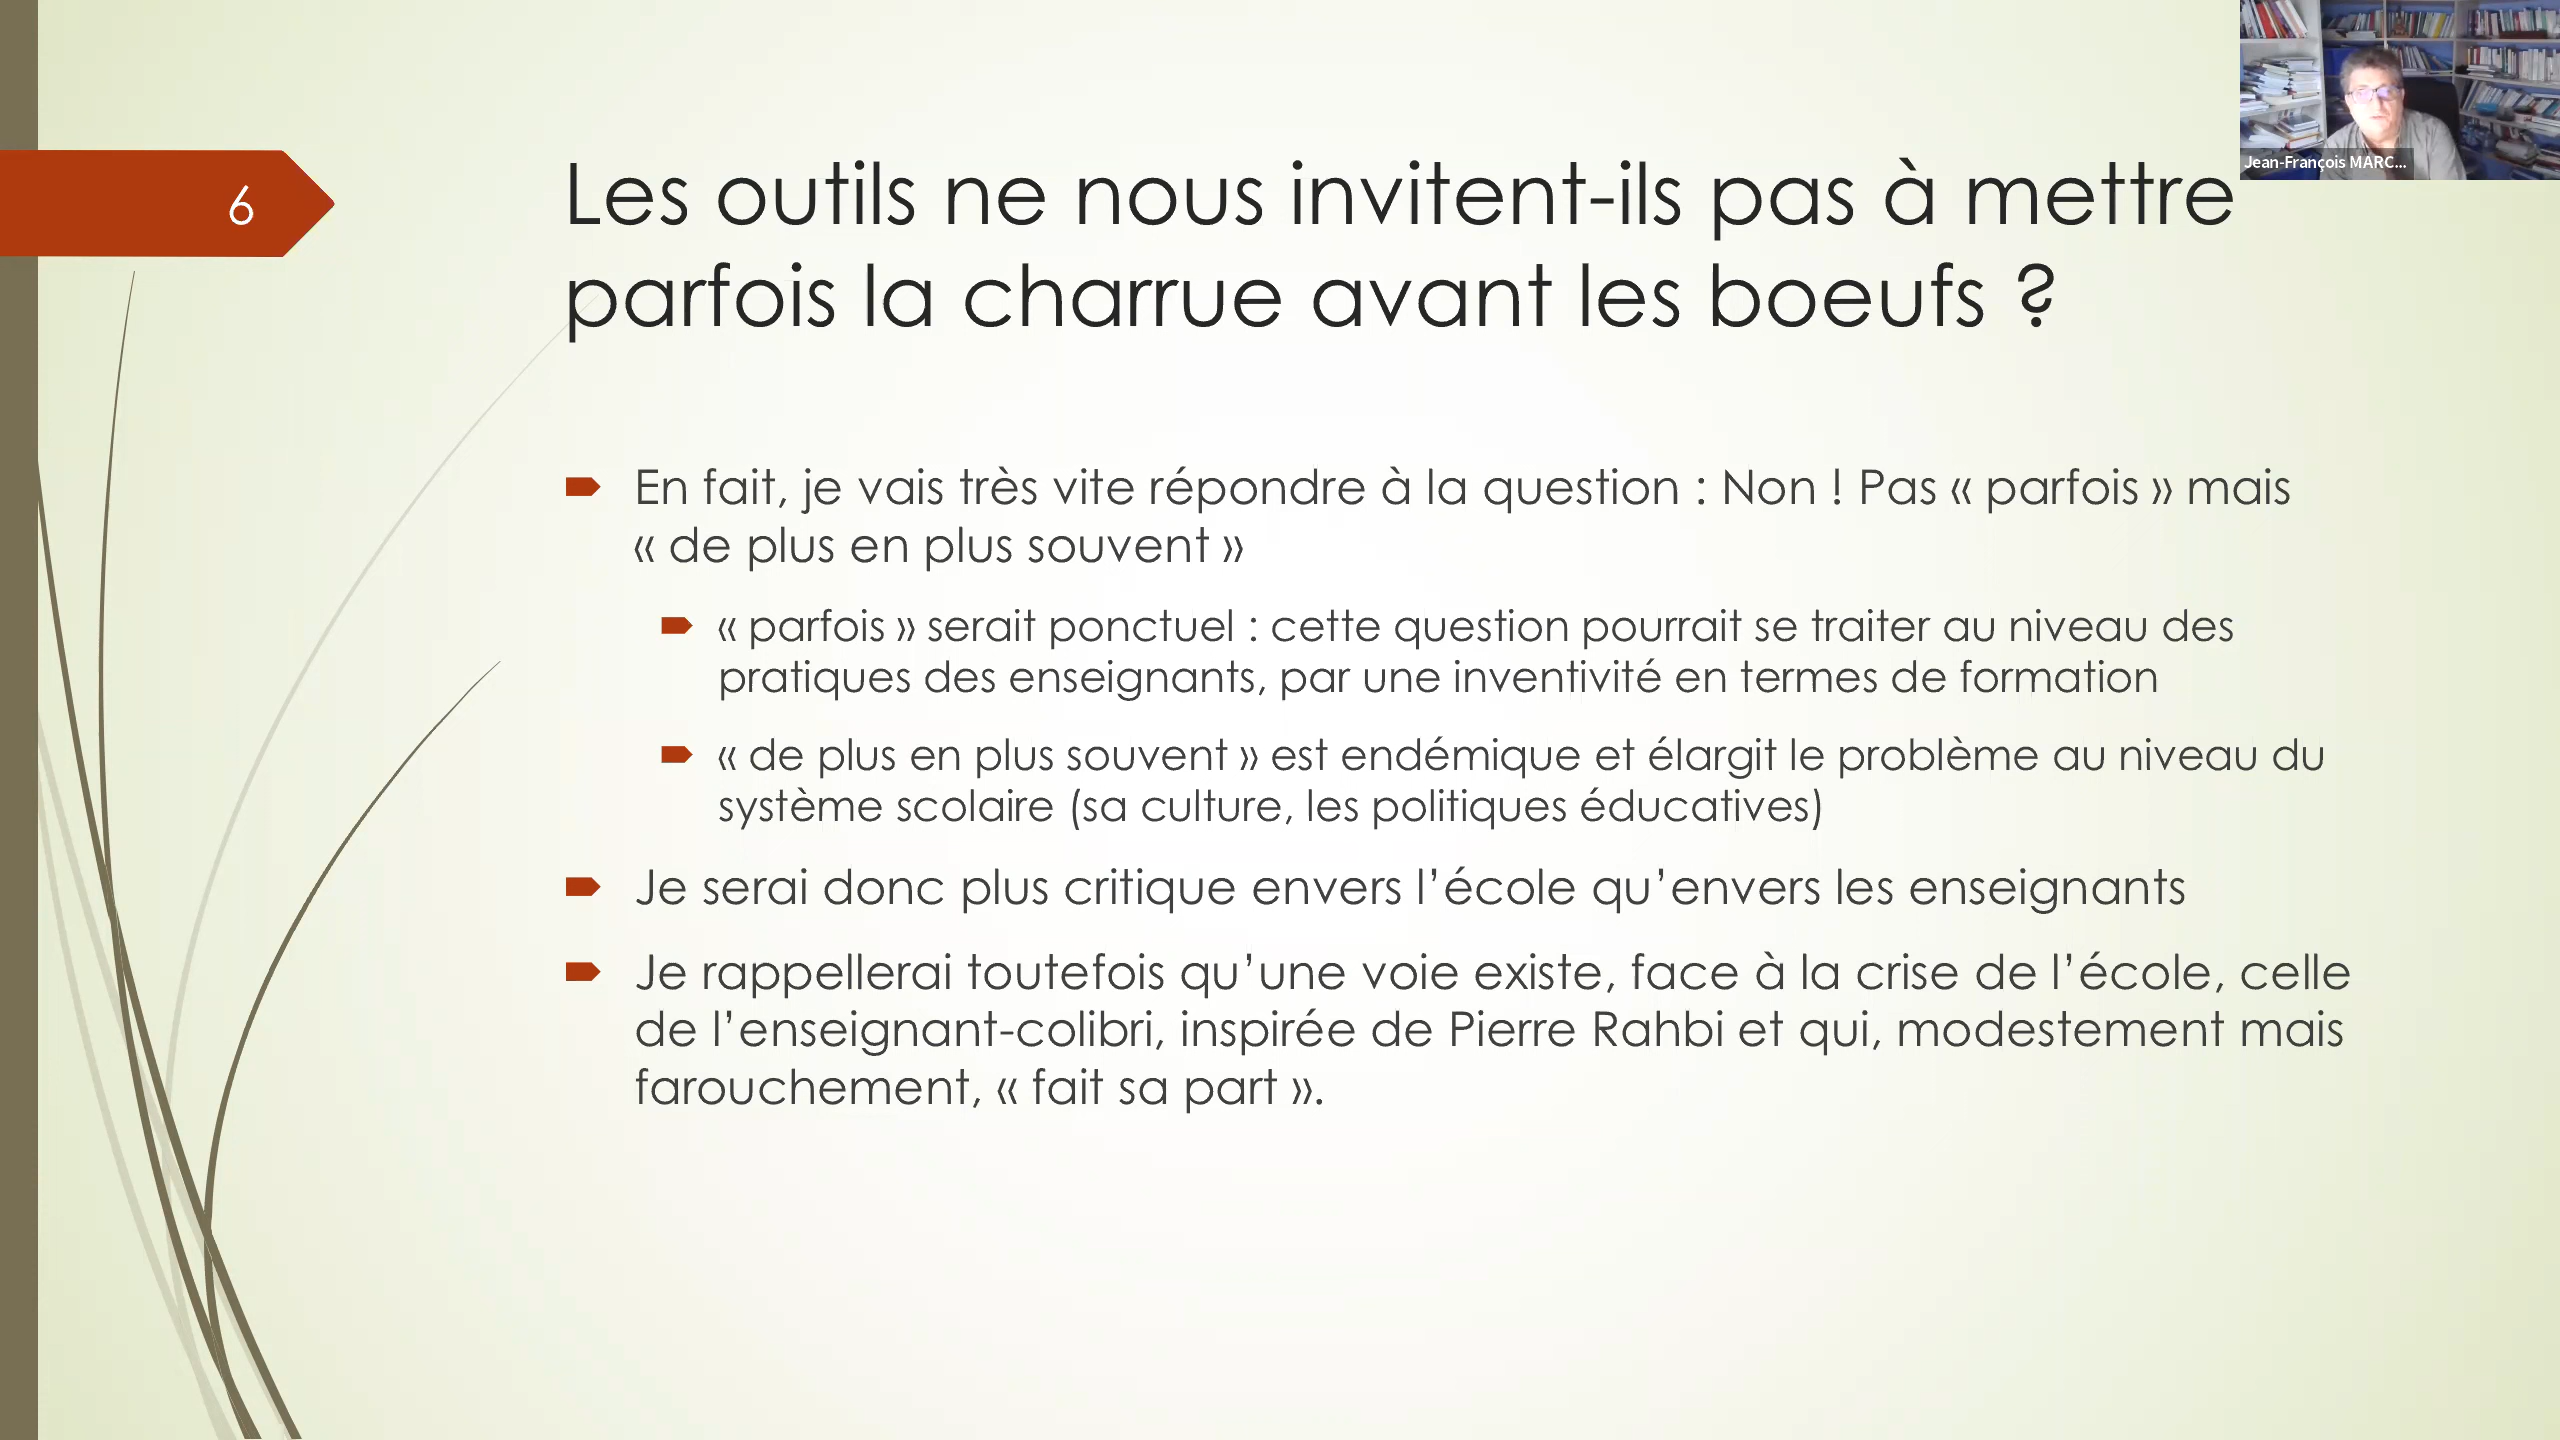 6
Les outils ne nous invitent-ils pas à mettre
parfois la charrue avant les boeufs ?
Jean-François MARC...
En fait, je vais très vite répondre à la question : Non ! Pas « parfois » mais
« de plus en plus souvent »
« parfois » serait ponctuel : cette question pourrait se traiter au niveau des
pratiques des enseignants, par une inventivité en termes de formation
« de plus en plus souvent » est endémique et élargit le problème au niveau du
système scolaire (sa culture, les politiques éducatives)
Je serai donc plus critique envers l’école qu’envers les enseignants
Je rappellerai toutefois qu’une voie existe, face à la crise de l’école, celle
de l’enseignant-colibri, inspirée de Pierre Rahbi et qui, modestement mais
farouchement, « fait sa part ».